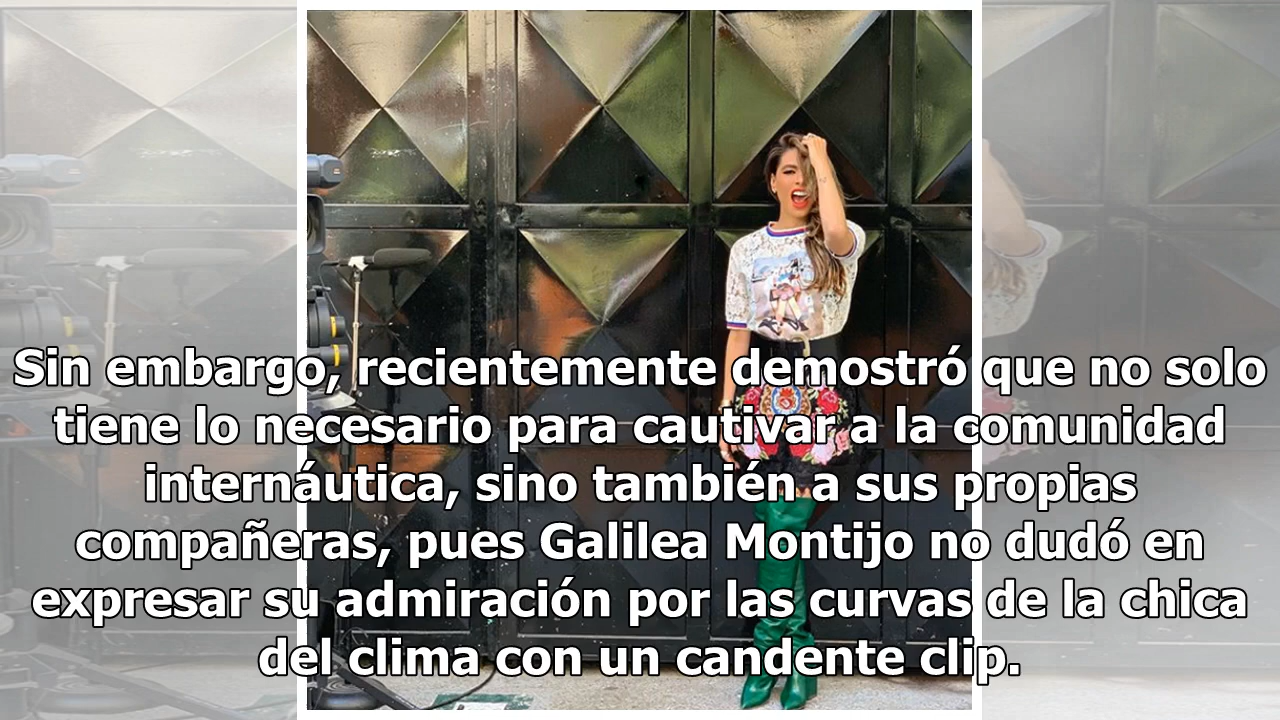 Sin embargo, recientemente demostró que no solo
tiene lo necesario para cautivar a la comunidad
internáutica, sino también a sus propias
compañeras, pues Galilea Montijo no dudó en
expresar su admiración por las curvas de la chica
del clima con un candente clip.